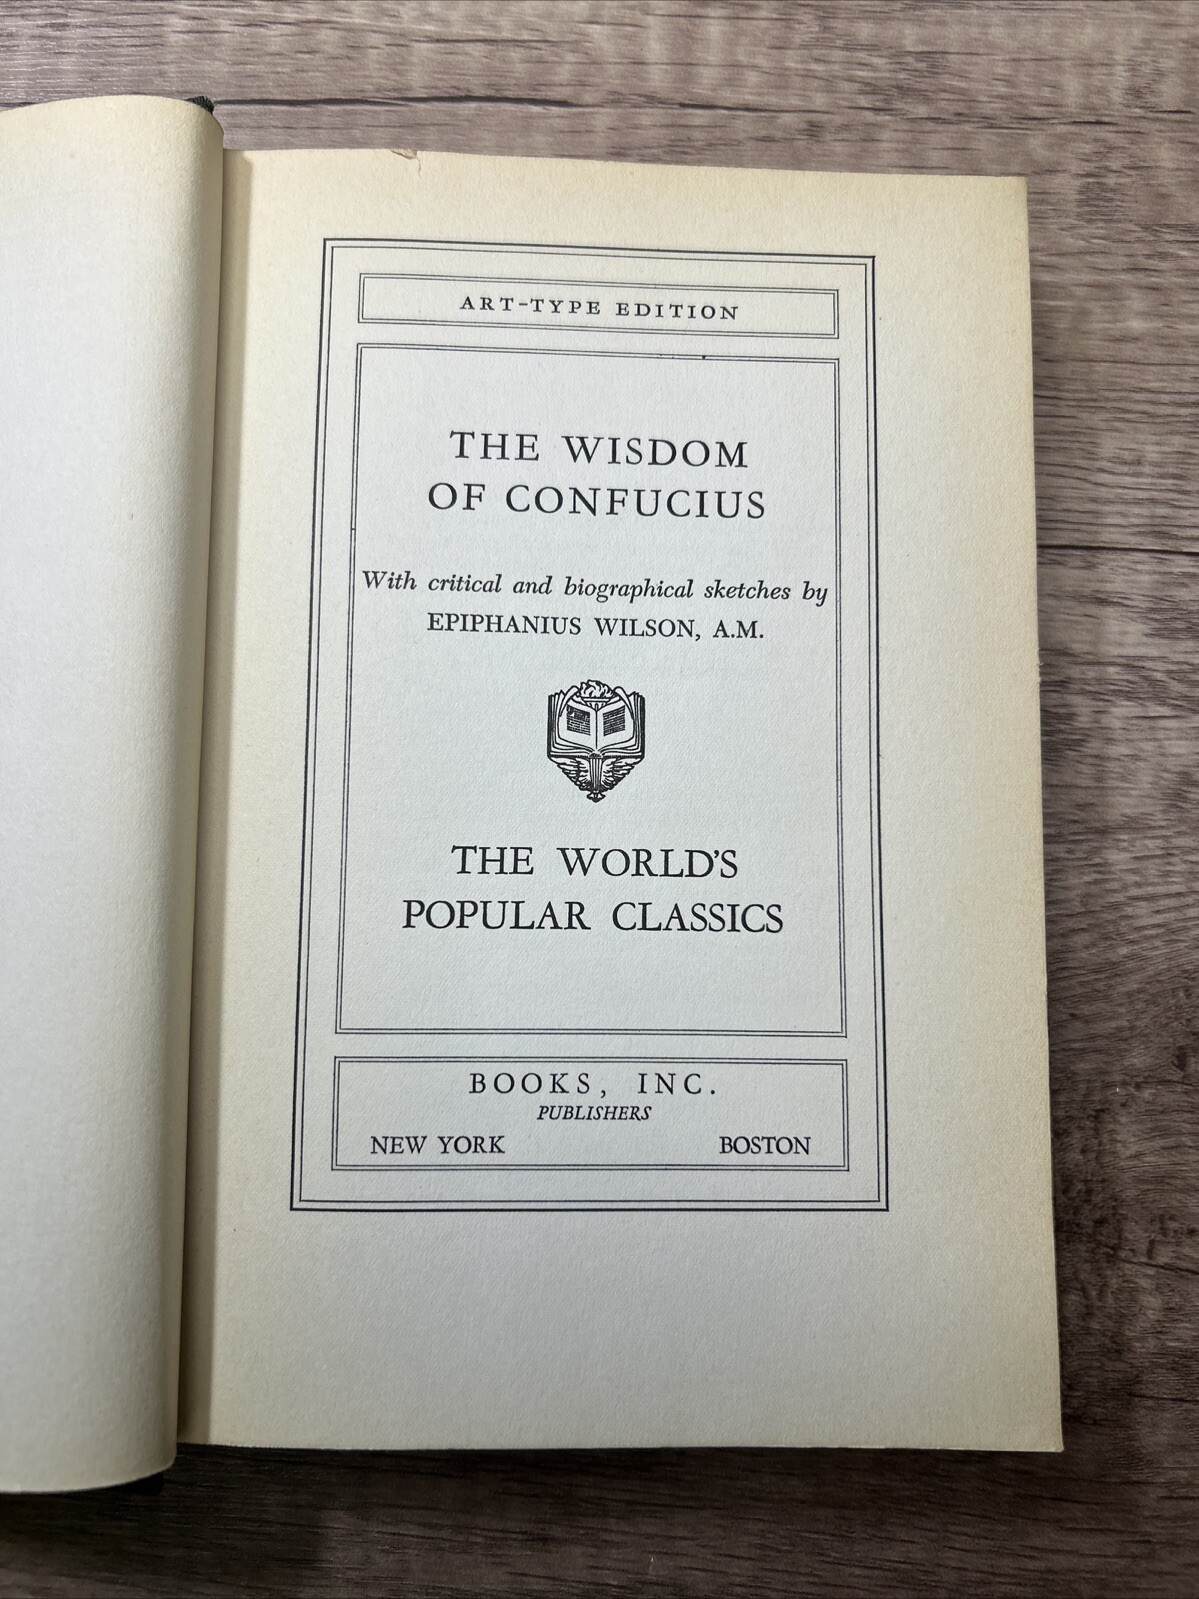 ART-TYPE EDITION
THE WISDOM
OF CONFUCIUS
With critical and biographical sketches by
EPIPHANIUS WILSON, A.M.
THE WORLD'S
POPULAR CLASSICS
BOOKS, INC.
PUBLISHERS
NEW YORK BOSTON